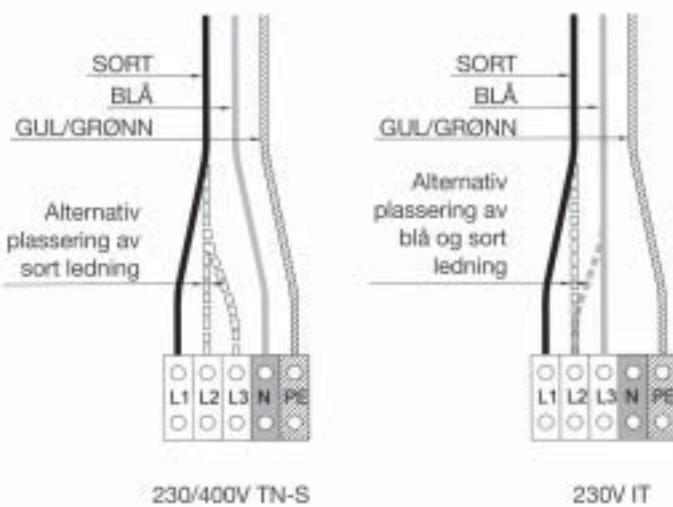 SORT
BLÅ
GUL/GRØNN
Alternativ
plassering av
sort ledning
L1 L2 L3 N PE
230/400V TN-S
SORT
BLÅ
GUL/GRØNN
Alternativ
plassering av
blå og sort
ledning
L1 L2 L3 N PE
230V IT